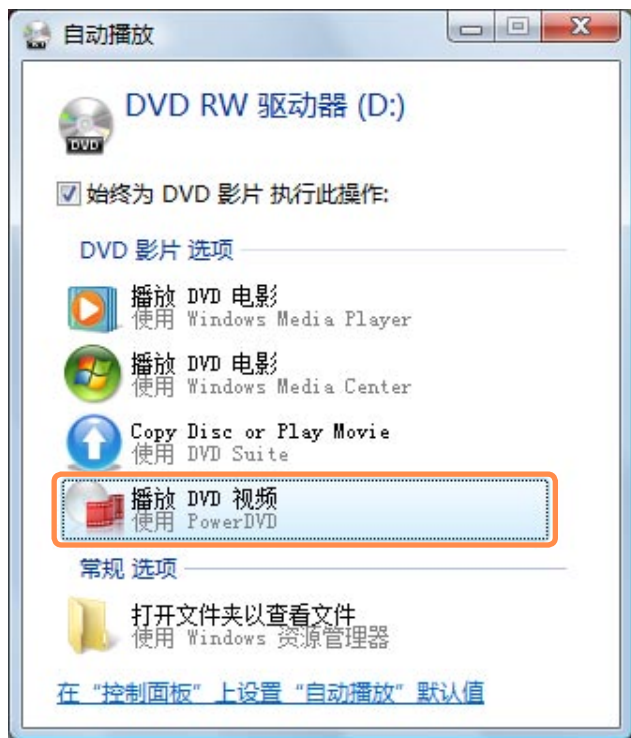 自动播放
DVD RW 驱动器 (D:)
DVD
始终为 DVD 影片 执行此操作:
DVD 影片 选项
播放 DVD 电影
使用 Windows Media Player
播放 DVD 电影
使用 Windows Media Center
Copy Disc or Play Movie
使用 DVD Suite
播放 DVD 视频
使用 PowerDVD
常规 选项
打开文件夹以查看文件
使用 Windows 资源管理器
在 “控制面板” 上设置 “自动播放” 默认值